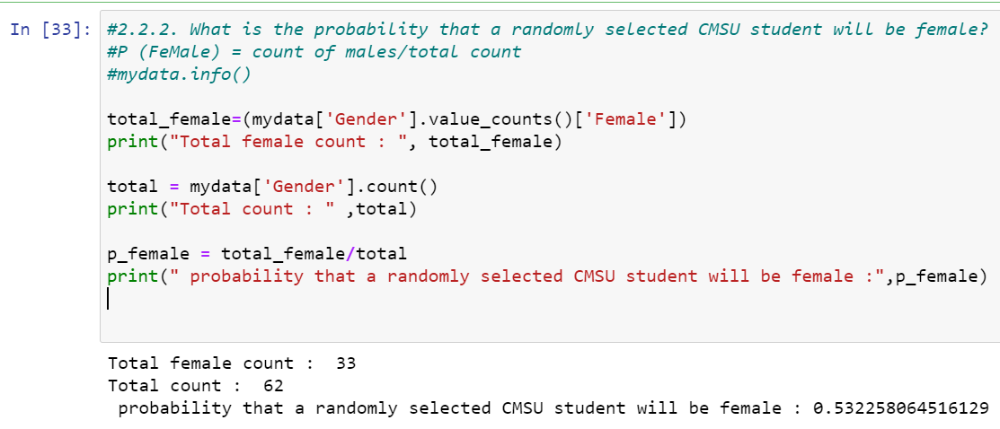 In [33]: #2.2.2. What is the probability that a randomly selected CMSU student will be female?
#P (FeMale) = count of males/total count
#mydata.info()
total_female=(mydata['Gender'].value_counts()['Female'])
print("Total female count : ", total_female)
total = mydata['Gender'].count()
print("Total count : " ,total)
p_female = total_female/total
print(" probability that a randomly selected CMSU student will be female :",p_female)
Total female count :  33
Total count :  62
 probability that a randomly selected CMSU student will be female : 0.532258064516129